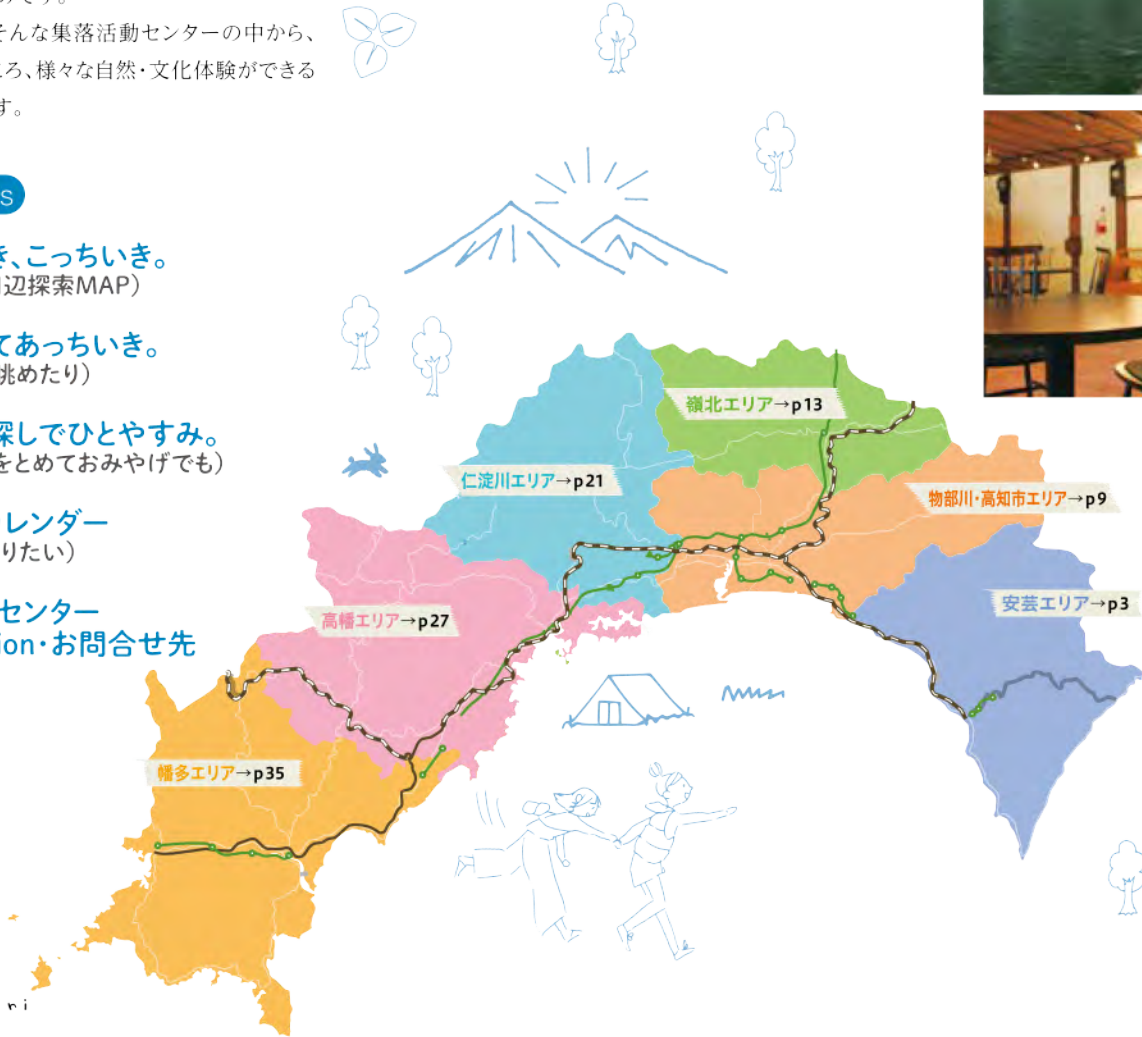 そんな集落活動センターの中から、
ころ、様々な自然・文化体験ができる
す。
s
き、こっちいき。
辺探索MAP）
てあっちいき。
眺めたり）
探しでひとやすみ。
をとめておみやげでも）
レンダー
りたい）
センター
ion・お問合せ先
嶺北エリア→p13
仁淀川エリア→p21
物部川・高知市エリア→p9
安芸エリア→p3
高幡エリア→p27
幡多エリア→p35
ri